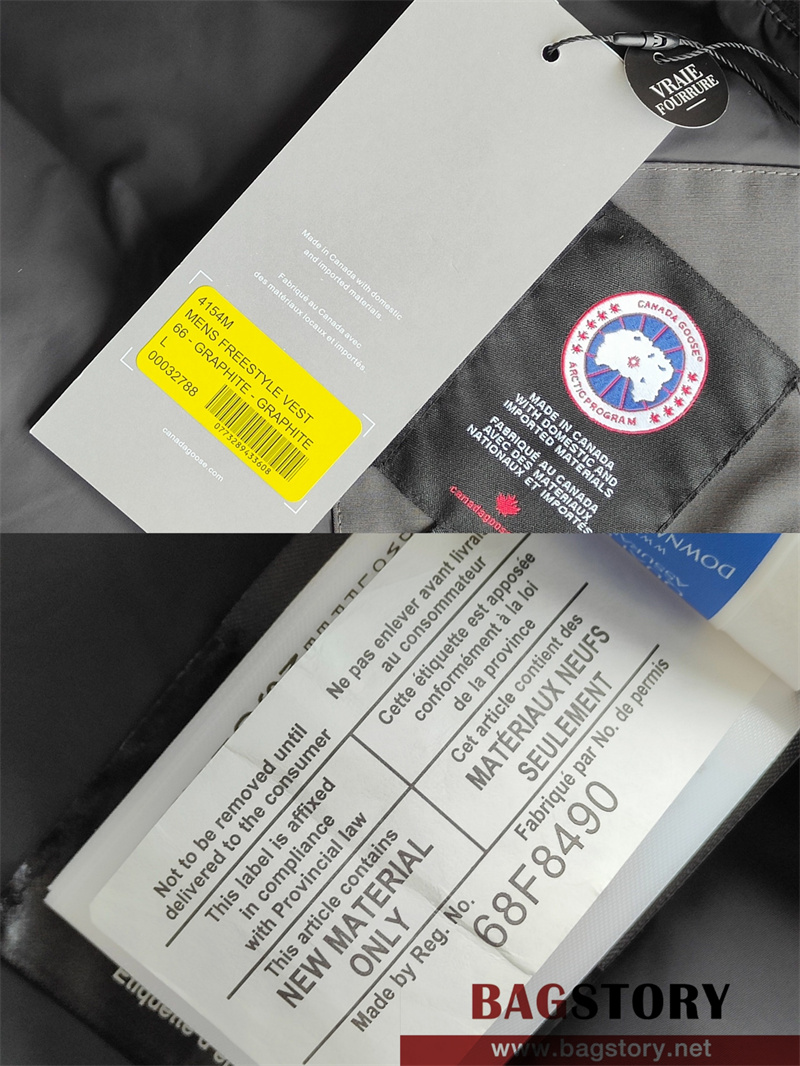 VRAIE
FOURRURE
Made in Canada with domestic
and imported materials
Fabriqué au Canada avec
des matériaux locaux et importés
4154M
MENS FREESTYLE VEST
66 - GRAPHITE - GRAPHITE
L
00032788
0773289433608
canadagoose.com
CANADA GOOSE®
ARCTIC PROGRAM
MADE IN CANADA
WITH DOMESTIC AND
IMPORTED MATERIALS
FABRIQUÉ AU CANADA
AVEC DES MATÉRIAUX
NATIONAUX ET IMPORTÉS
canadagoose
DOWN
Ne pas enlever avant livrai
au consommateur
Cette étiquette est apposée
conformément à la loi
de la province
Cet article contient des
MATÉRIAUX NEUFS
SEULEMENT
Fabriqué par No. de permis
Not to be removed until
delivered to the consumer
This label is affixed
in compliance
with Provincial law
This article contains
NEW MATERIAL
ONLY
Made by Reg. No.
68F8490
BAGSTORY
www.bagstory.net